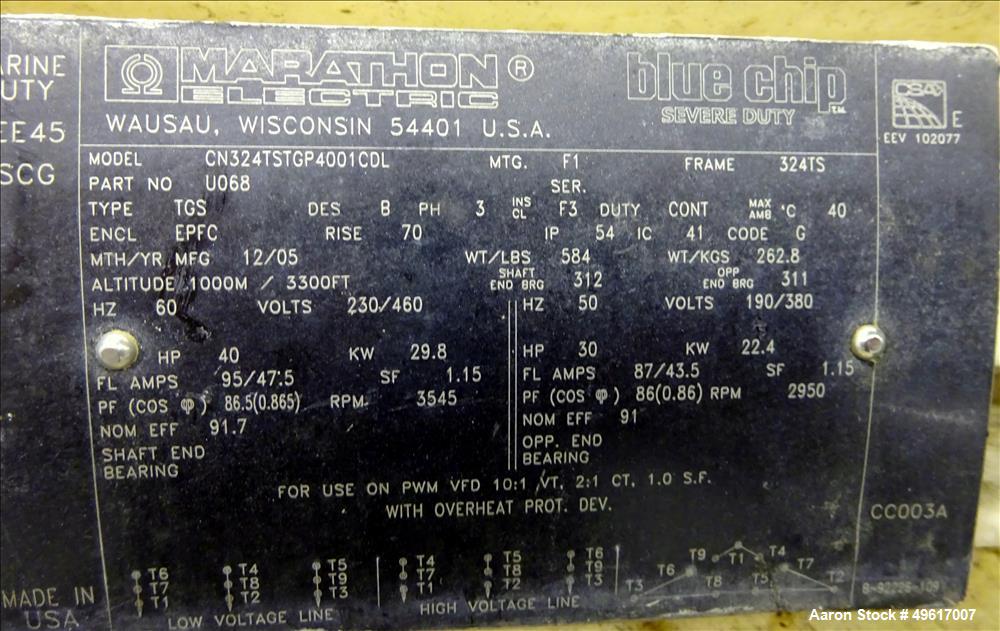 RINE
UTY
EE45
SCG
MADE IN
USA
MARATHON ®
ELECTRIC
WAUSAU, WISCONSIN 54401 U.S.A.
blue chip ™
SEVERE DUTY
CSA
E
EEV 102077
MODEL CN324TSTGP4001CDL MTG. F1 FRAME 324TS
PART NO U068 SER.
TYPE TGS DES B PH 3 INS CL F3 DUTY CONT MAX AMB °C 40
ENCL EPFC RISE 70 IP 54 IC 41 CODE G
MTH/YR MFG 12/05 WT/LBS 584 WT/KGS 262.8
ALTITUDE 1000M / 3300FT SHAFT END BRG 312 OPP END BRG 311
HZ 60 VOLTS 230/460
HP 40 KW 29.8
FL AMPS 95/47.5 SF 1.15
PF (COS φ) 86.5(0.865) RPM 3545
NOM EFF 91.7
SHAFT END
BEARING
HZ 50 VOLTS 190/380
HP 30 KW 22.4
FL AMPS 87/43.5 SF 1.15
PF (COS φ) 86(0.86) RPM 2950
NOM EFF 91
OPP. END
BEARING
FOR USE ON PWM VFD 10:1 VT, 2:1 CT, 1.0 S.F.
WITH OVERHEAT PROT. DEV.
CC003A
T6 T4 T5
T7 T8 T9
T1 T2 T3
LOW VOLTAGE LINE
T4 T5 T6
T7 T8 T9
T1 T2 T3
HIGH VOLTAGE LINE
T9 T1 T4
T6 T7
T3 T8 T5 T2
Aaron Stock # 49617007